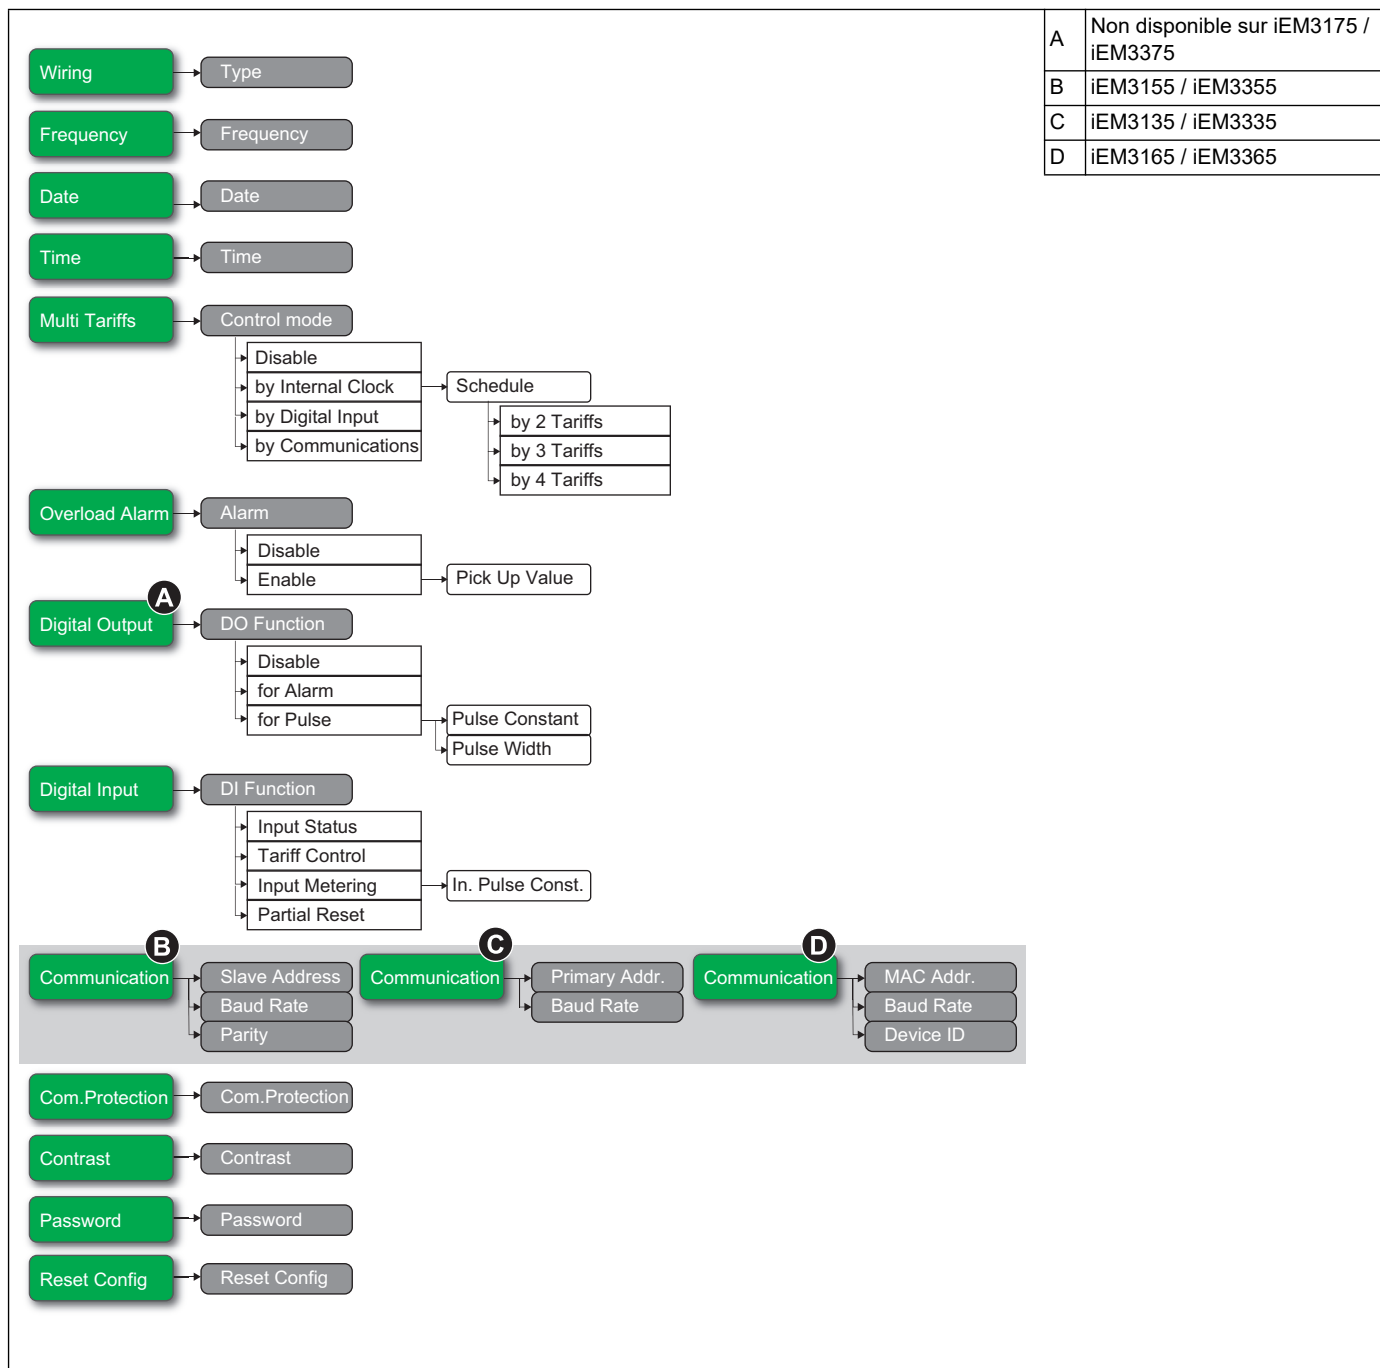 A
Non disponible sur iEM3175 /
iEM3375
B
iEM3155 / iEM3355
C
iEM3135 / iEM3335
D
iEM3165 / iEM3365
Wiring
Type
Frequency
Frequency
Date
Date
Time
Time
Multi Tariffs
Control mode
Disable
by Internal Clock
Schedule
by Digital Input
by 2 Tariffs
by Communications
by 3 Tariffs
by 4 Tariffs
Overload Alarm
Alarm
Disable
Enable
Pick Up Value
A
Digital Output
DO Function
Disable
for Alarm
for Pulse
Pulse Constant
Pulse Width
Digital Input
DI Function
Input Status
Tariff Control
Input Metering
In. Pulse Const.
Partial Reset
B
Communication
Slave Address
Baud Rate
Parity
C
Communication
Primary Addr.
Baud Rate
D
Communication
MAC Addr.
Baud Rate
Device ID
Com.Protection
Com.Protection
Contrast
Contrast
Password
Password
Reset Config
Reset Config